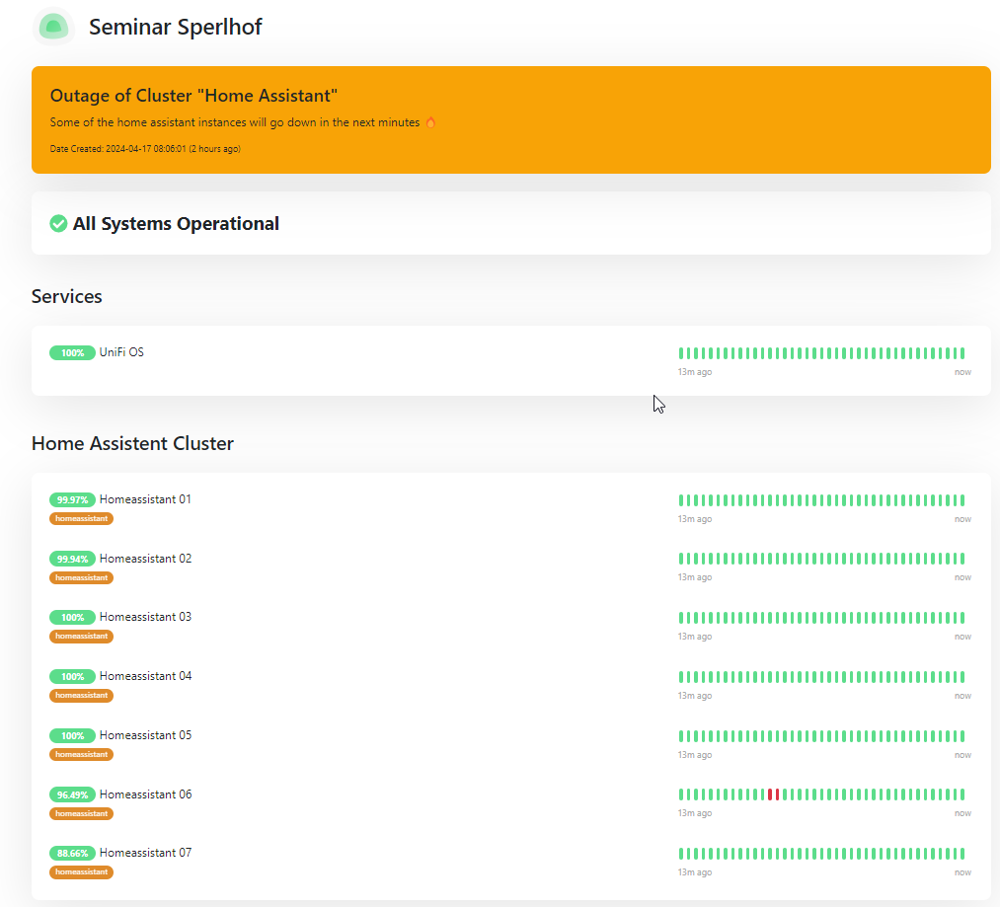 Seminar Sperlhof
Outage of Cluster "Home Assistant"
Some of the home assistant instances will go down in the next minutes 🔥
Date Created: 2024-04-17 08:06:01 (2 hours ago)
All Systems Operational
Services
100% UniFi OS
13m ago now
Home Assistent Cluster
99.97% Homeassistant 01
homeassistant 13m ago now
99.94% Homeassistant 02
homeassistant 13m ago now
100% Homeassistant 03
homeassistant 13m ago now
100% Homeassistant 04
homeassistant 13m ago now
100% Homeassistant 05
homeassistant 13m ago now
96.49% Homeassistant 06
homeassistant 13m ago now
88.66% Homeassistant 07
homeassistant 13m ago now